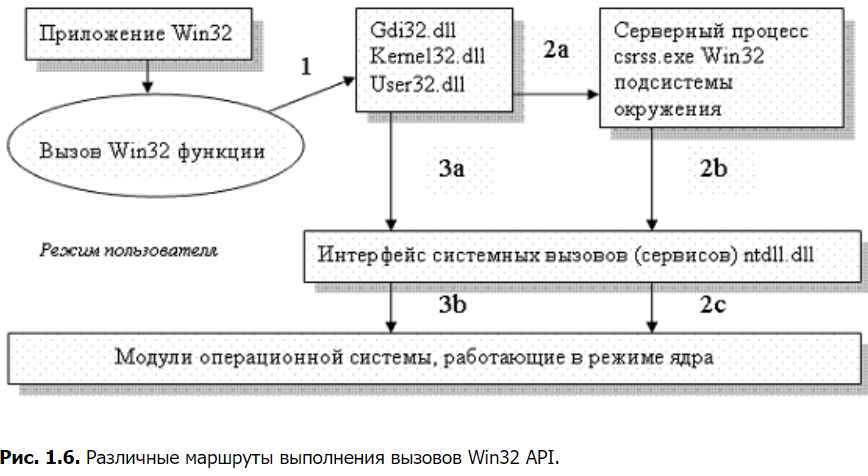 Приложение Win32
Gdi32.dll
Kernel32.dll
User32.dll
Серверный процесс
csrss.exe Win32
подсистемы
окружения
1
2a
Вызов Win32 функции
3a
2b
Режим пользователя
Интерфейс системных вызовов (сервисов) ntdll.dll
3b
2c
Модули операционной системы, работающие в режиме ядра
Рис. 1.6. Различные маршруты выполнения вызовов Win32 API.